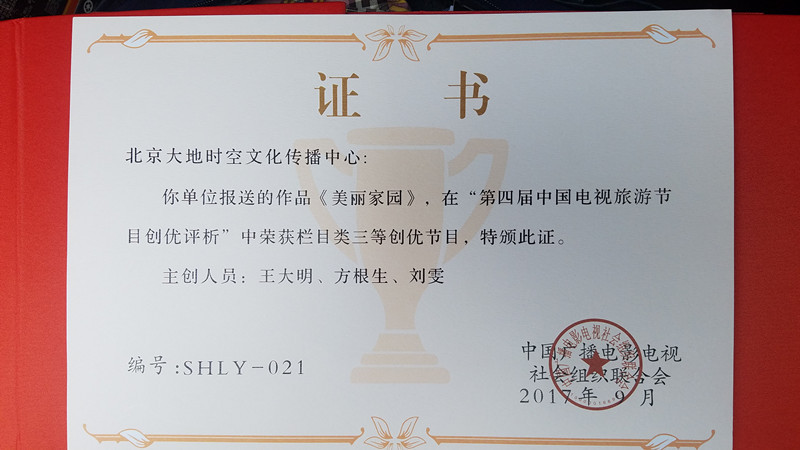 证 书
北京大地时空文化传播中心:
你单位报送的作品《美丽家园》,在“第四届中国电视旅游节
目创优评析”中荣获栏目类三等创优节目,特颁此证。
主创人员:王大明、方根生、刘雯
编号:SHLY-021
中国广播电影电视
社会组织联合会
2017年 9月